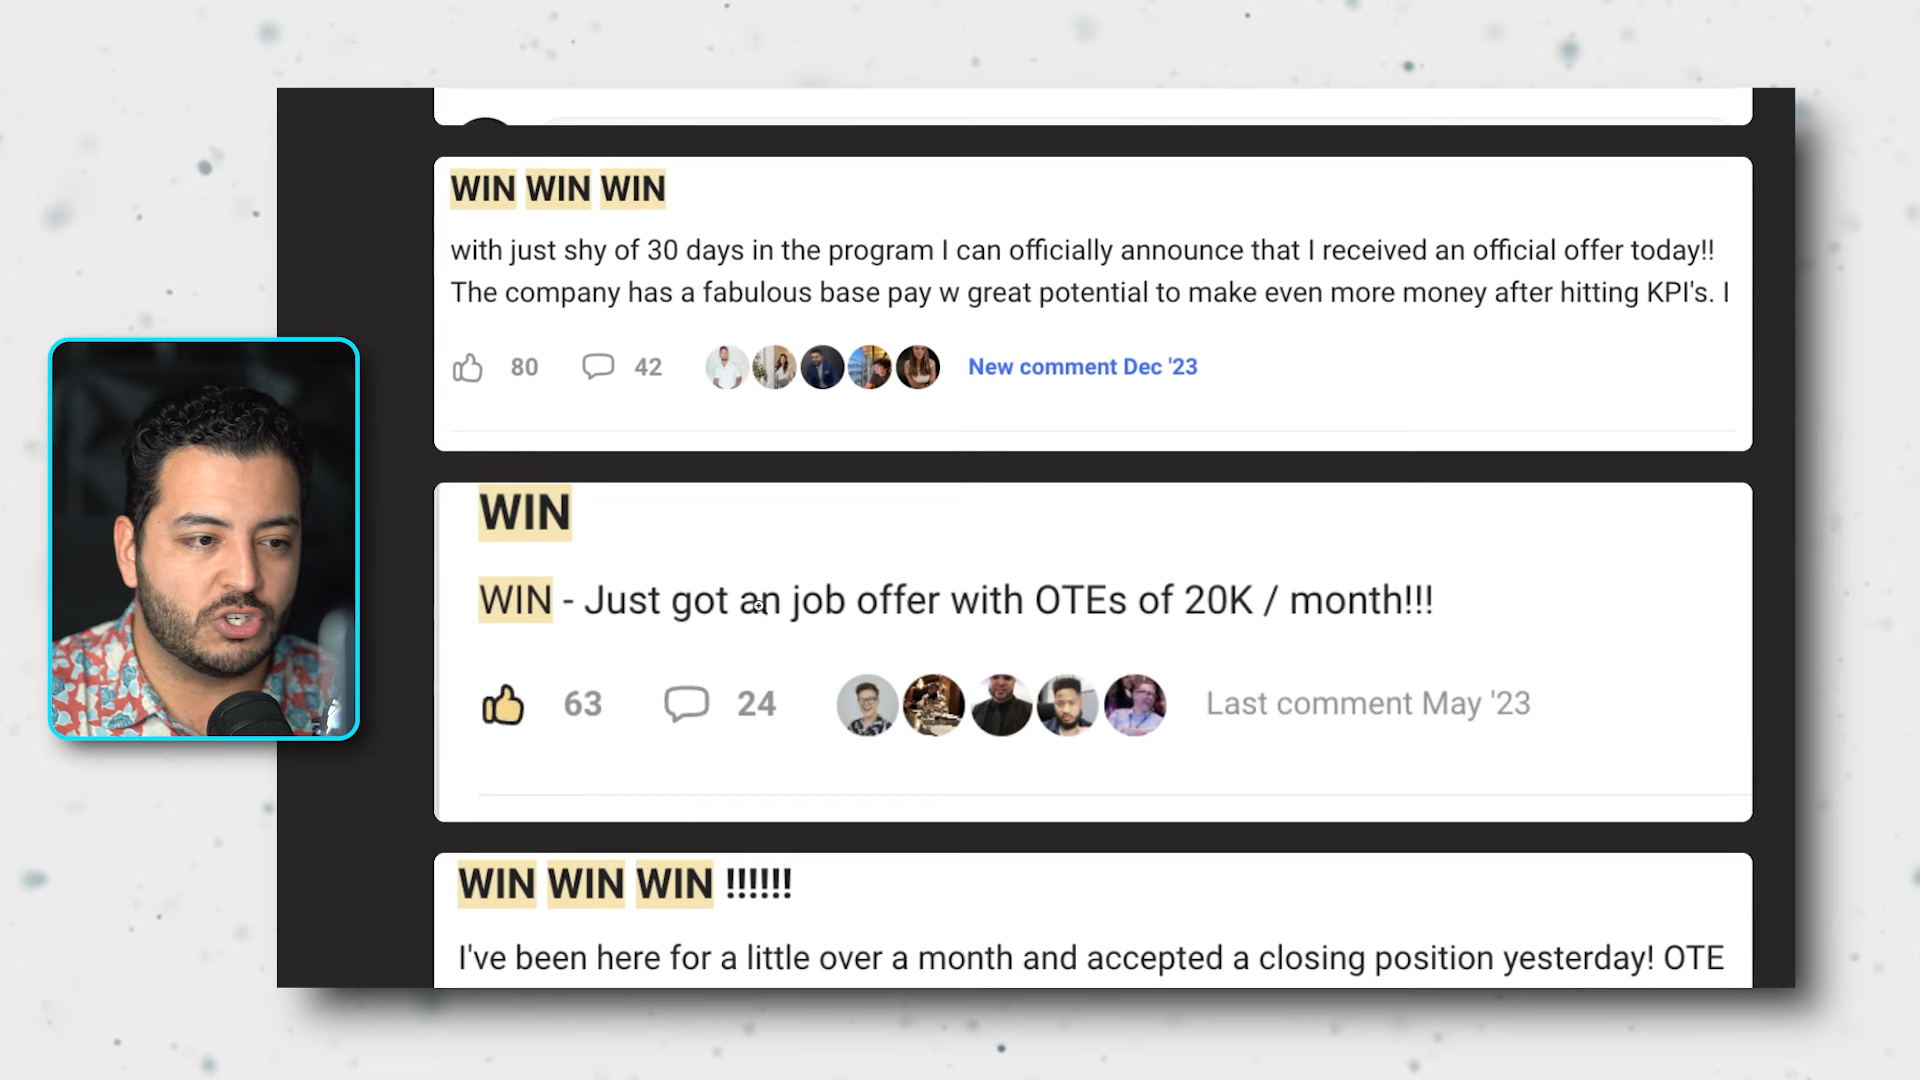 WIN WIN WIN
with just shy of 30 days in the program I can officially announce that I received an official offer today!!
The company has a fabulous base pay w great potential to make even more money after hitting KPI's. I
80 42 New comment Dec '23
WIN
WIN - Just got an job offer with OTEs of 20K / month!!!
63 24 Last comment May '23
WIN WIN WIN !!!!!!
I've been here for a little over a month and accepted a closing position yesterday! OTE